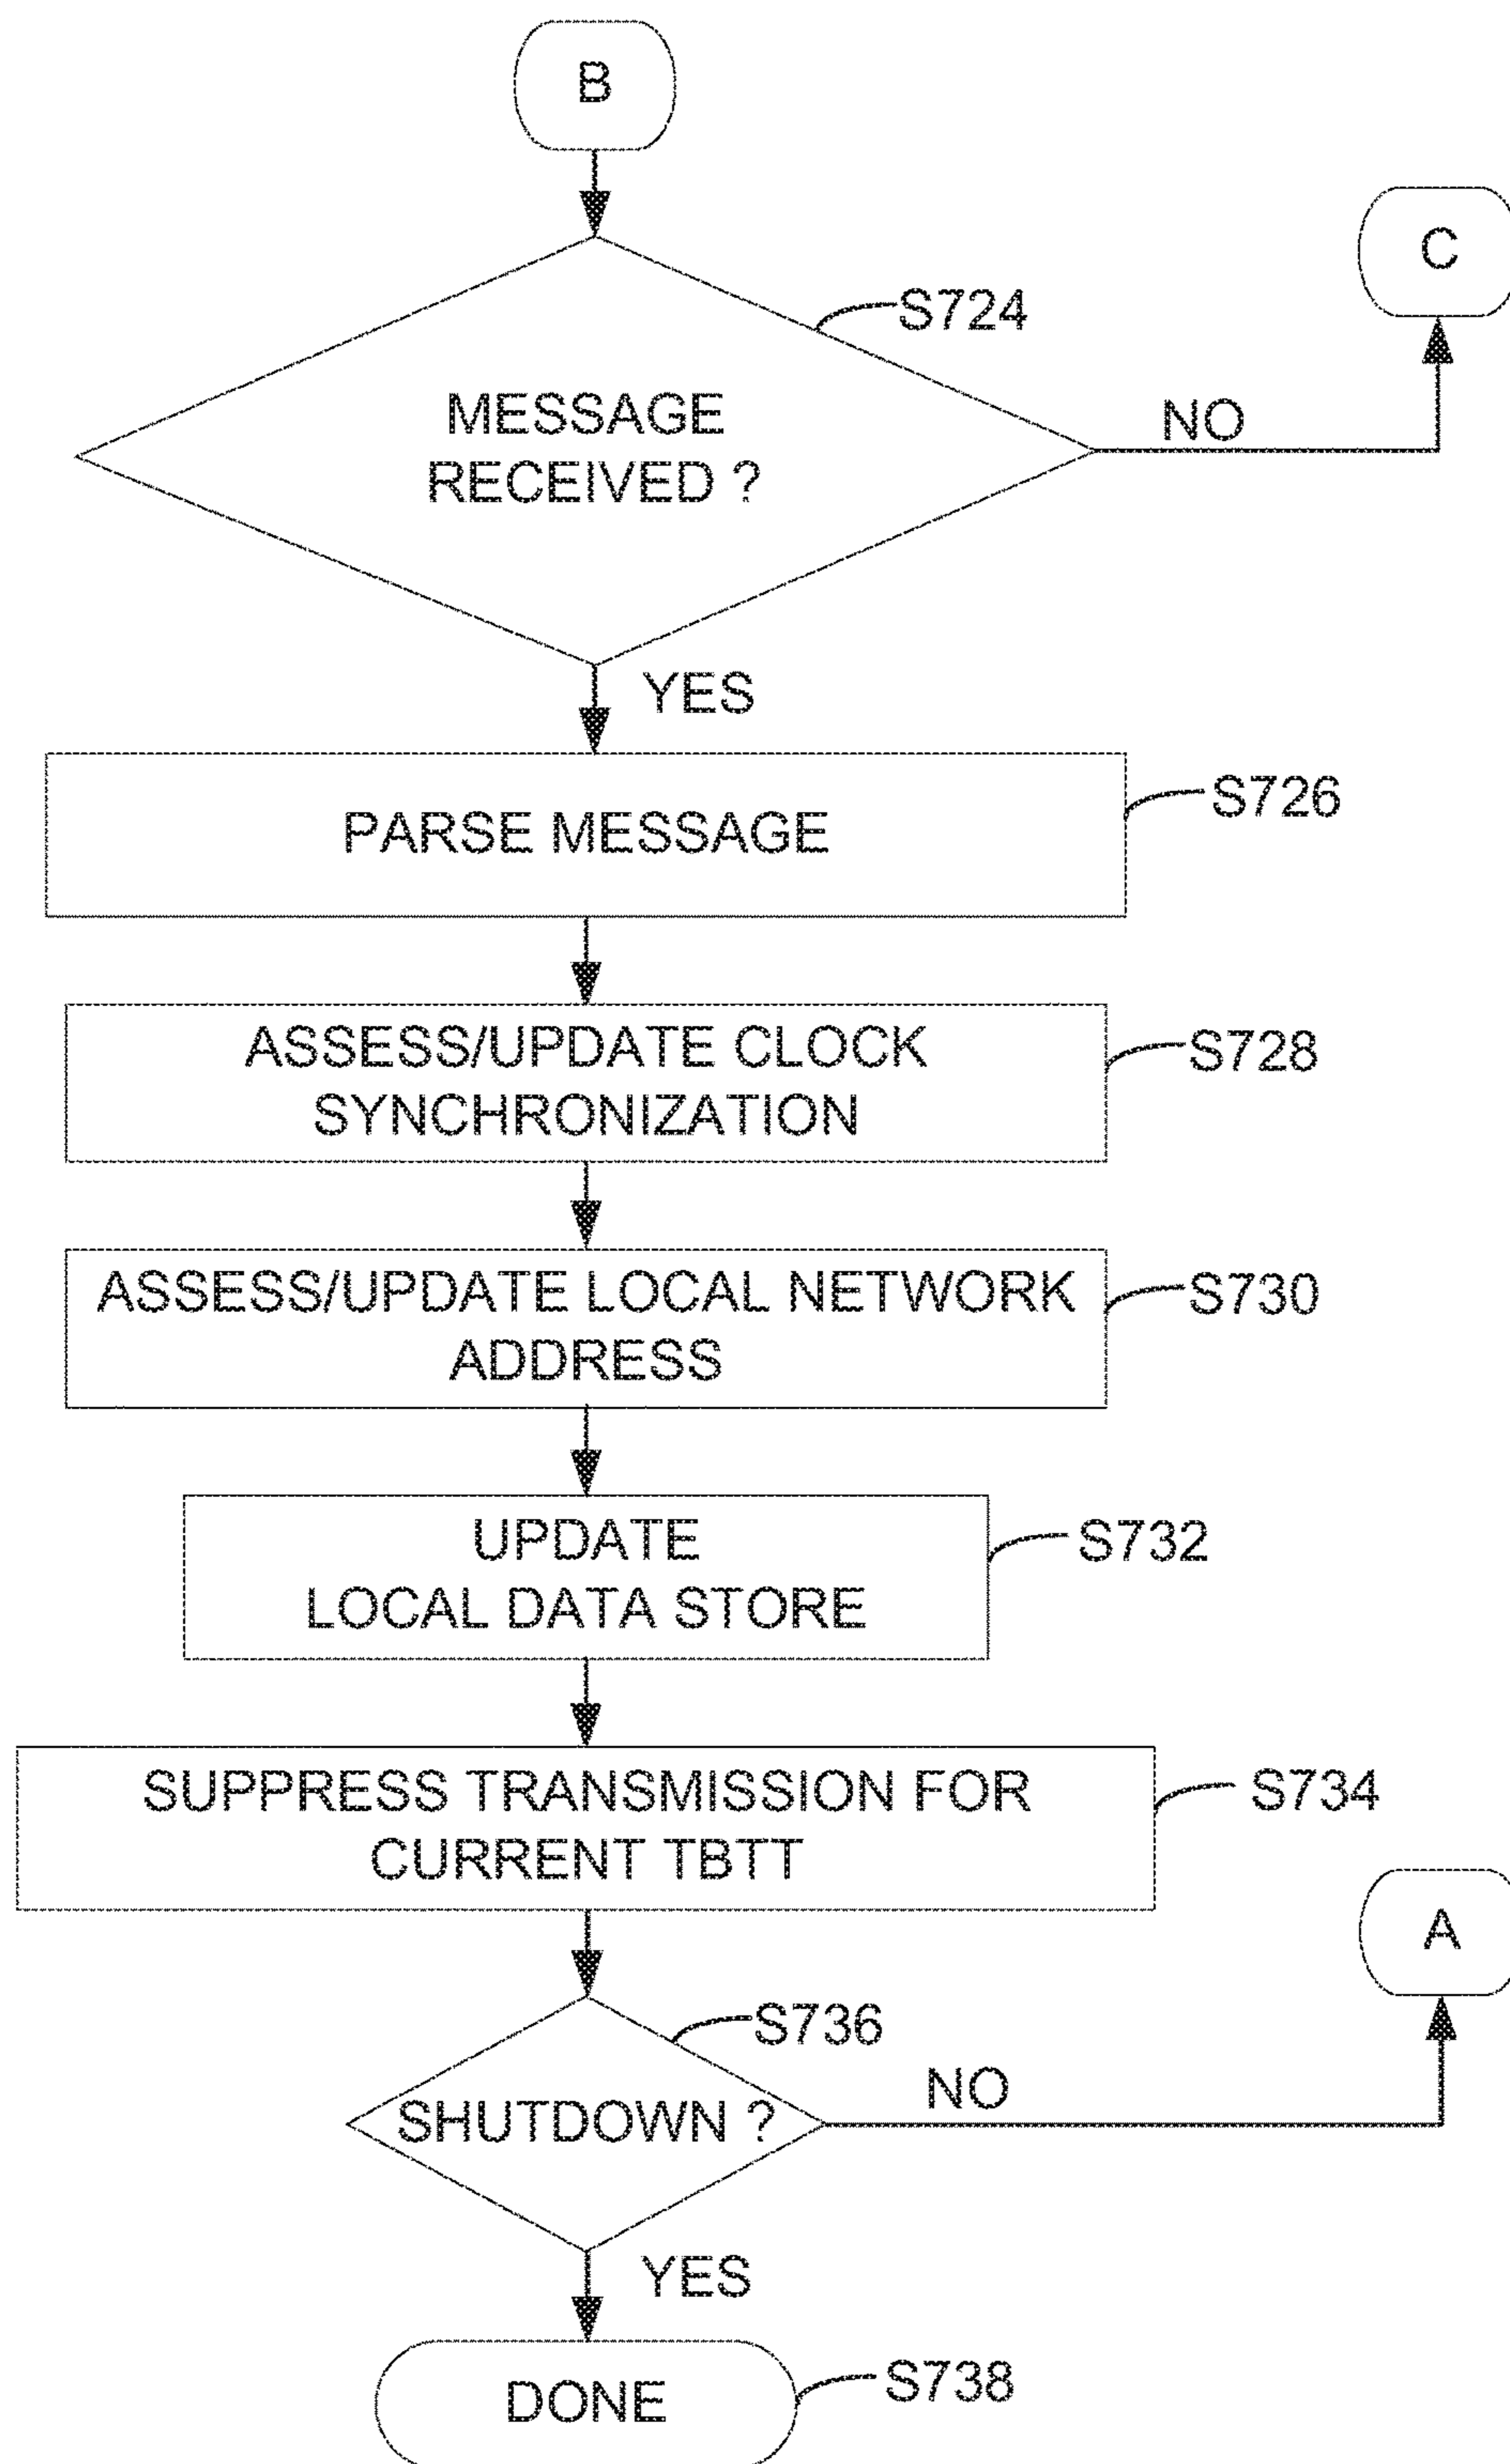 B
C
S724
MESSAGE
RECEIVED ?
NO
YES
PARSE MESSAGE
S726
ASSESS/UPDATE CLOCK
SYNCHRONIZATION
S728
ASSESS/UPDATE LOCAL NETWORK
ADDRESS
S730
UPDATE
LOCAL DATA STORE
S732
SUPPRESS TRANSMISSION FOR
CURRENT TBTT
S734
A
S736
SHUTDOWN ?
NO
YES
DONE
S738